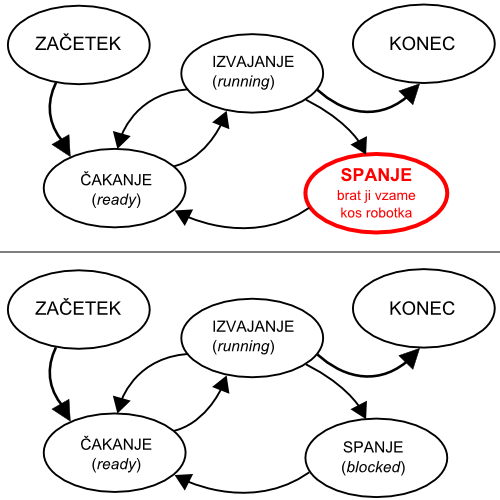 ZAČETEK
IZVAJANJE
(running)
KONEC
ČAKANJE
(ready)
SPANJE
brat ji vzame
kos robotka
ZAČETEK
IZVAJANJE
(running)
KONEC
ČAKANJE
(ready)
SPANJE
(blocked)